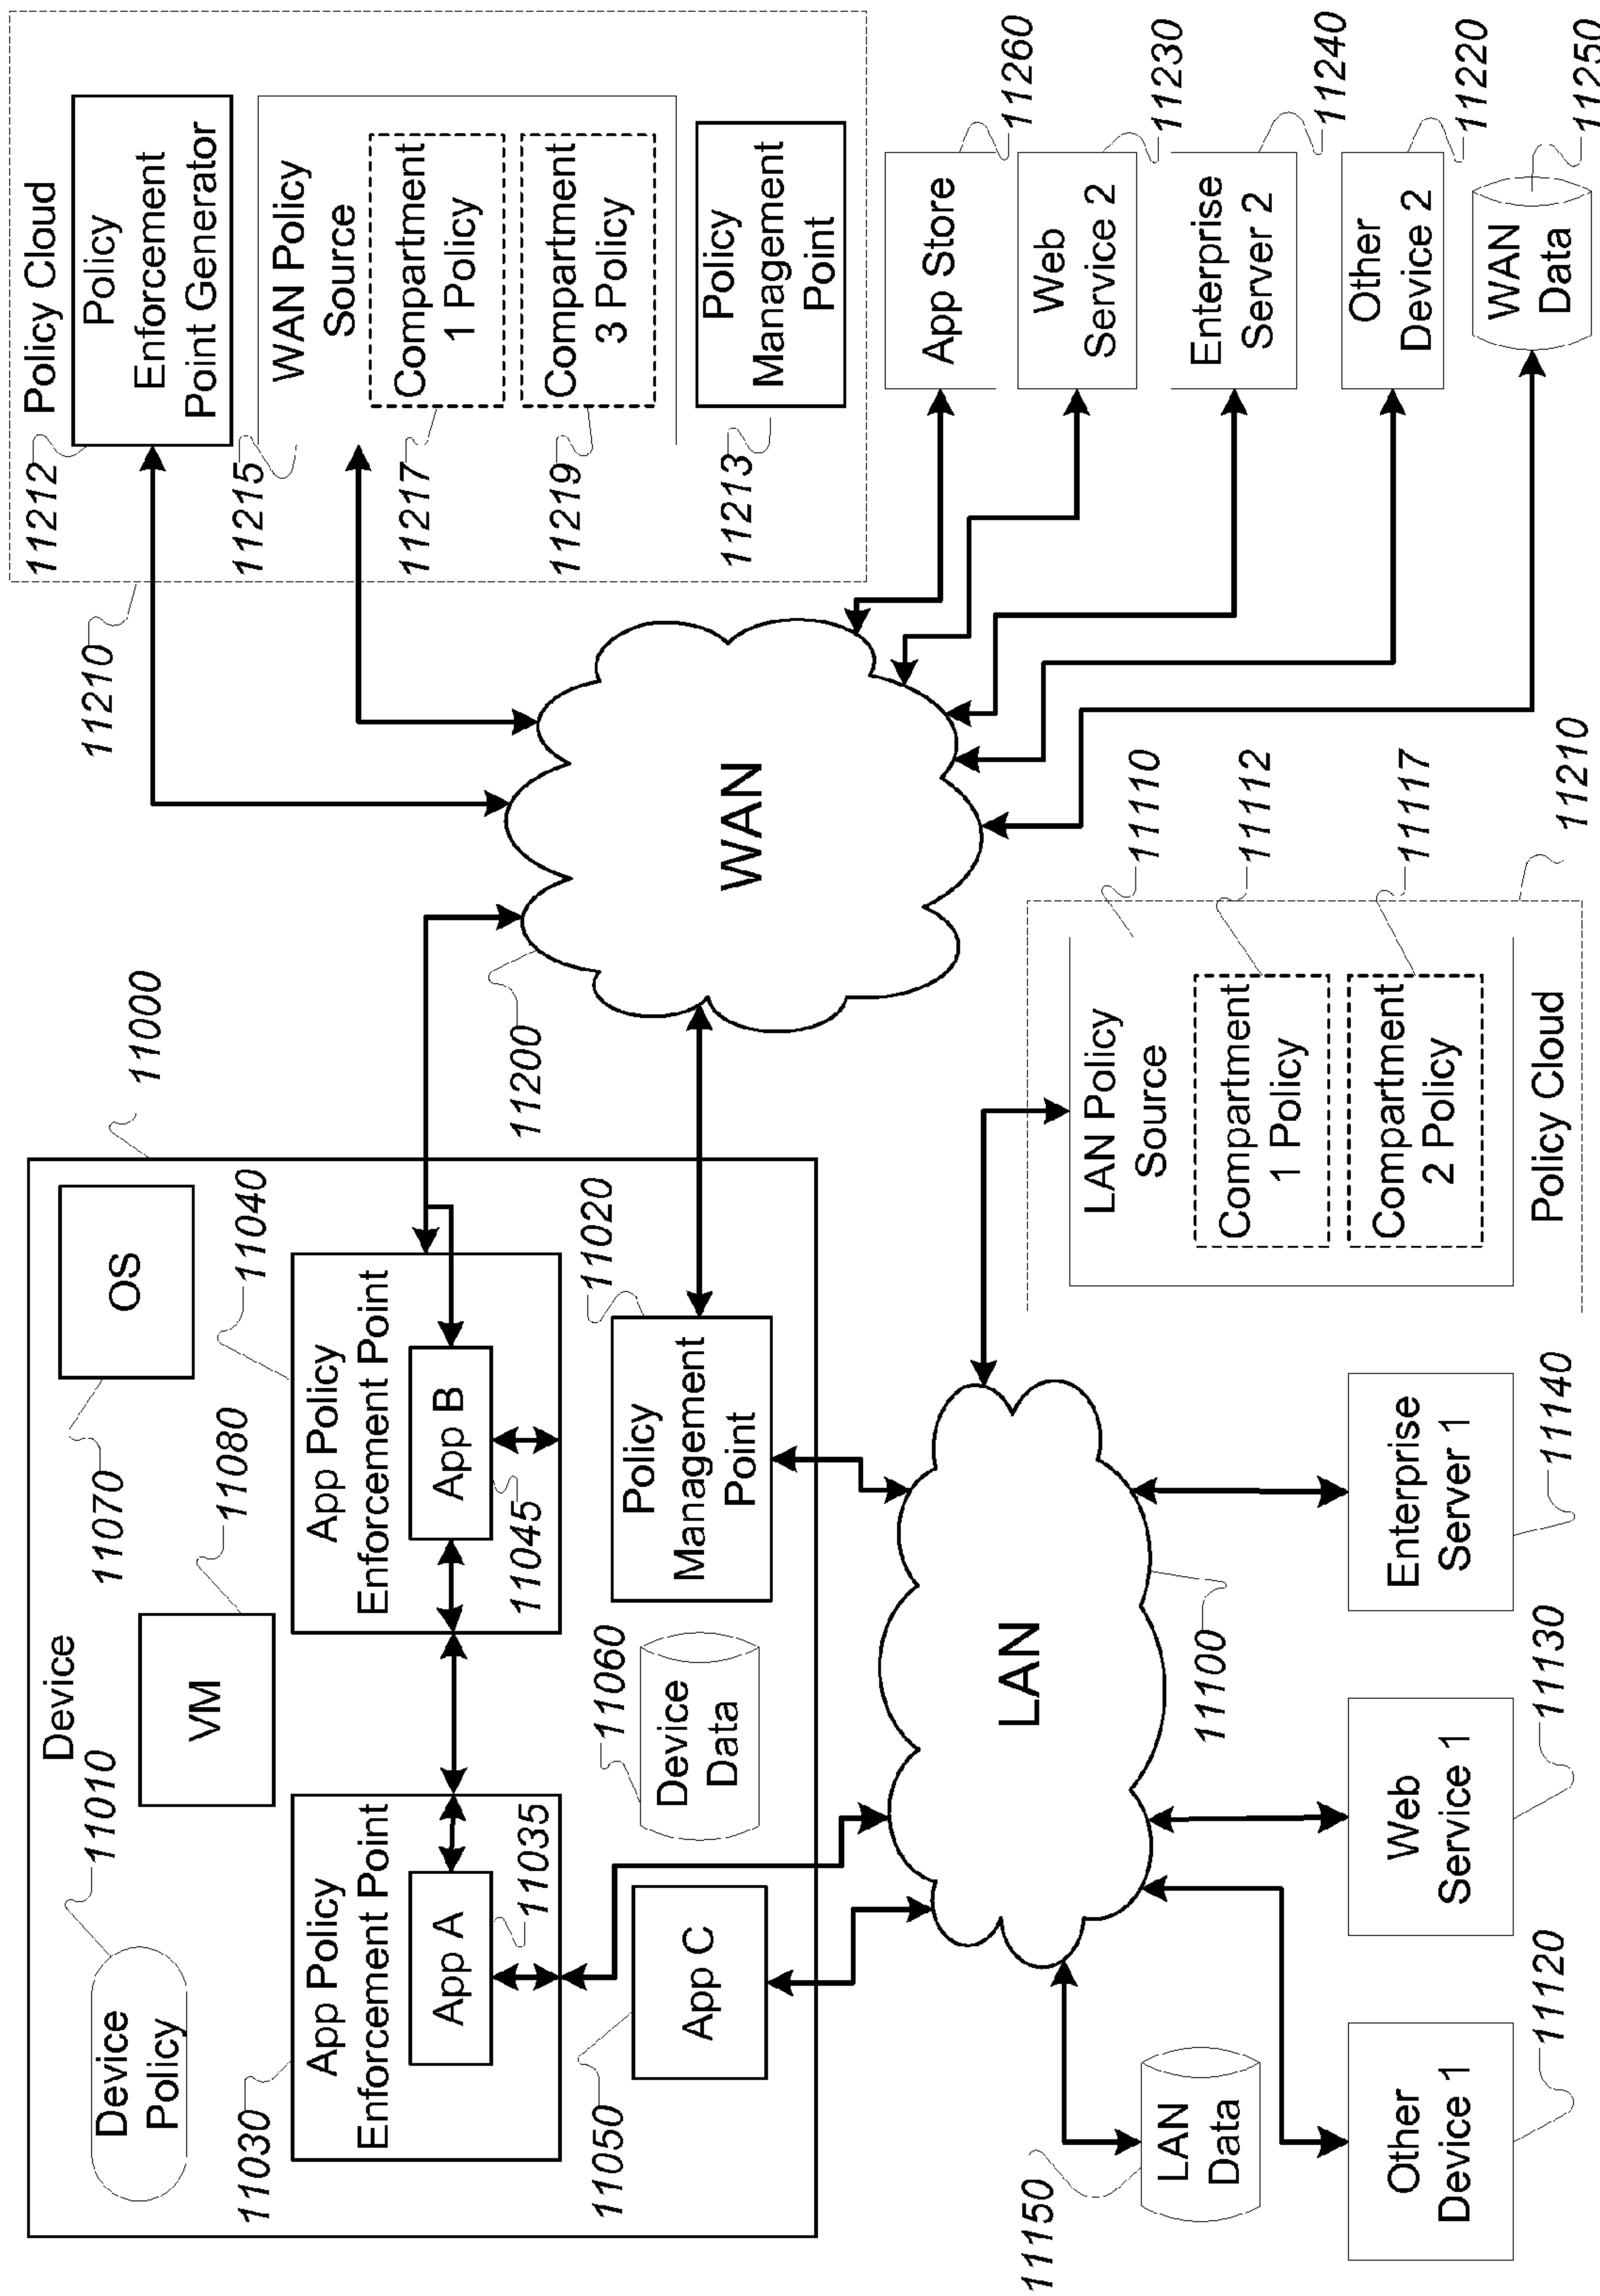 Device
Device
Policy
11010
VM
11080
OS
11070
11000
App Policy
Enforcement Point
App A
11035
11030
App Policy
Enforcement Point
App B
11045
11040
App C
11050
Device
Data
11060
Policy
Management
Point
11020
WAN
11200
Policy Cloud
11210
Policy
Enforcement
Point Generator
11212
WAN Policy
Source
11215
Compartment
1 Policy
11217
Compartment
3 Policy
11219
Policy
Management
Point
11213
App Store
11260
Web
Service 2
11230
Enterprise
Server 2
11240
Other
Device 2
11220
WAN
Data
11250
LAN
11100
LAN Policy
Source
11110
Compartment
1 Policy
11112
Compartment
2 Policy
11117
Policy Cloud
11210
LAN
Data
11150
Other
Device 1
11120
Web
Service 1
11130
Enterprise
Server 1
11140